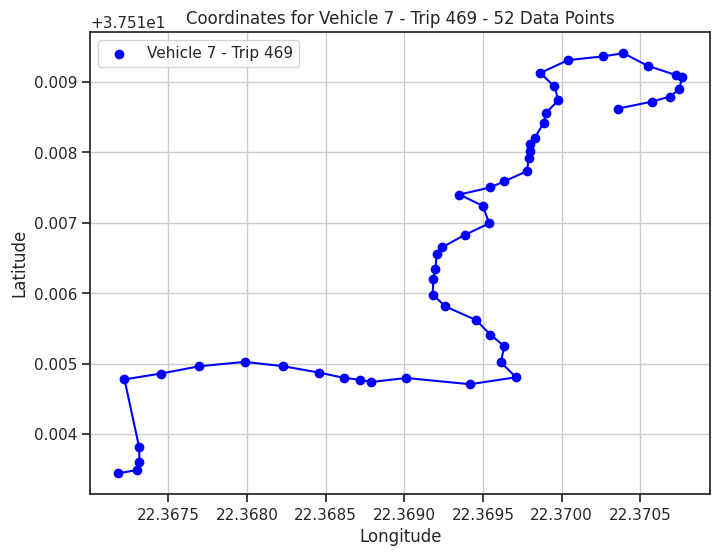 Coordinates for Vehicle 7 - Trip 469 - 52 Data Points
+3.751e1
Vehicle 7 - Trip 469
0.009
0.008
0.007
0.006
0.005
0.004
Latitude
22.3675
22.3680
22.3685
22.3690
22.3695
22.3700
22.3705
Longitude